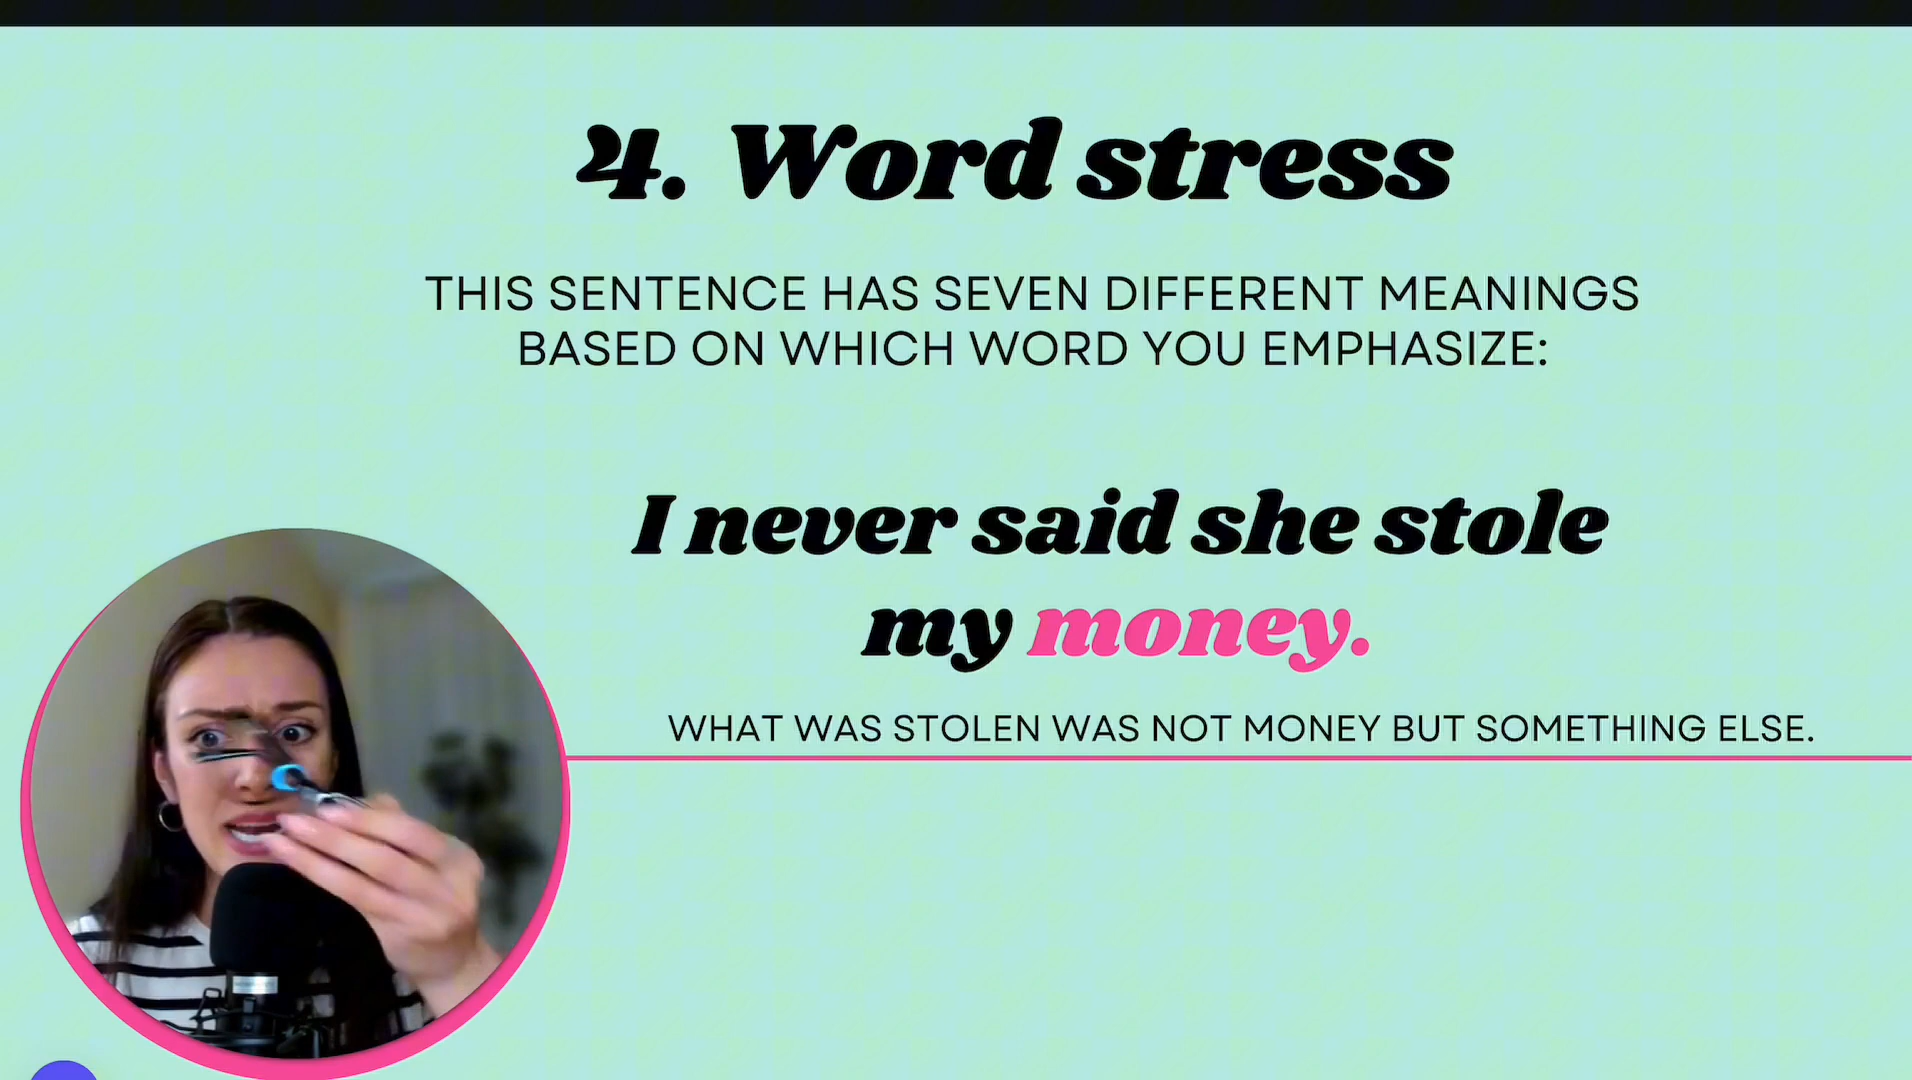 4. Word stress
THIS SENTENCE HAS SEVEN DIFFERENT MEANINGS
BASED ON WHICH WORD YOU EMPHASIZE:
I never said she stole
my money.
WHAT WAS STOLEN WAS NOT MONEY BUT SOMETHING ELSE.